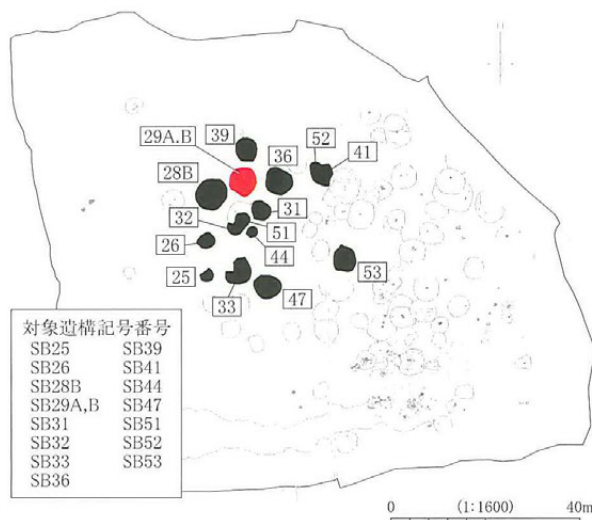 39
29A.B
52
41
36
28B
31
32
51
26
44
25
53
33
47
対象遺構記号番号
SB25 SB39
SB26 SB41
SB28B SB44
SB29A,B SB47
SB31 SB51
SB32 SB52
SB33 SB53
SB36
0 (1:1600) 40m